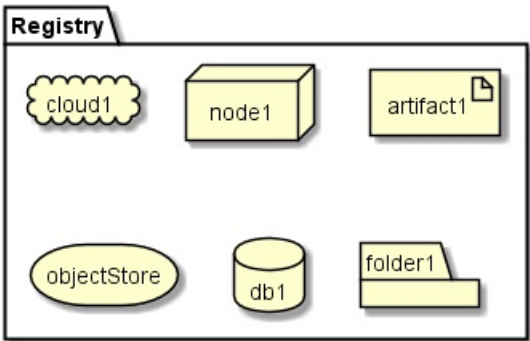 Registry
cloud1
node1
artifact1
objectStore
db1
folder1